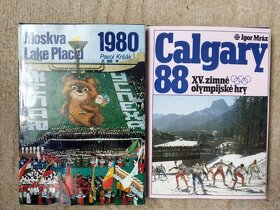 Moskva
Lake Placid
1980
Pavol Kršák
Igor Mráz
Calgary
88
XV. zimné
olympijské hry